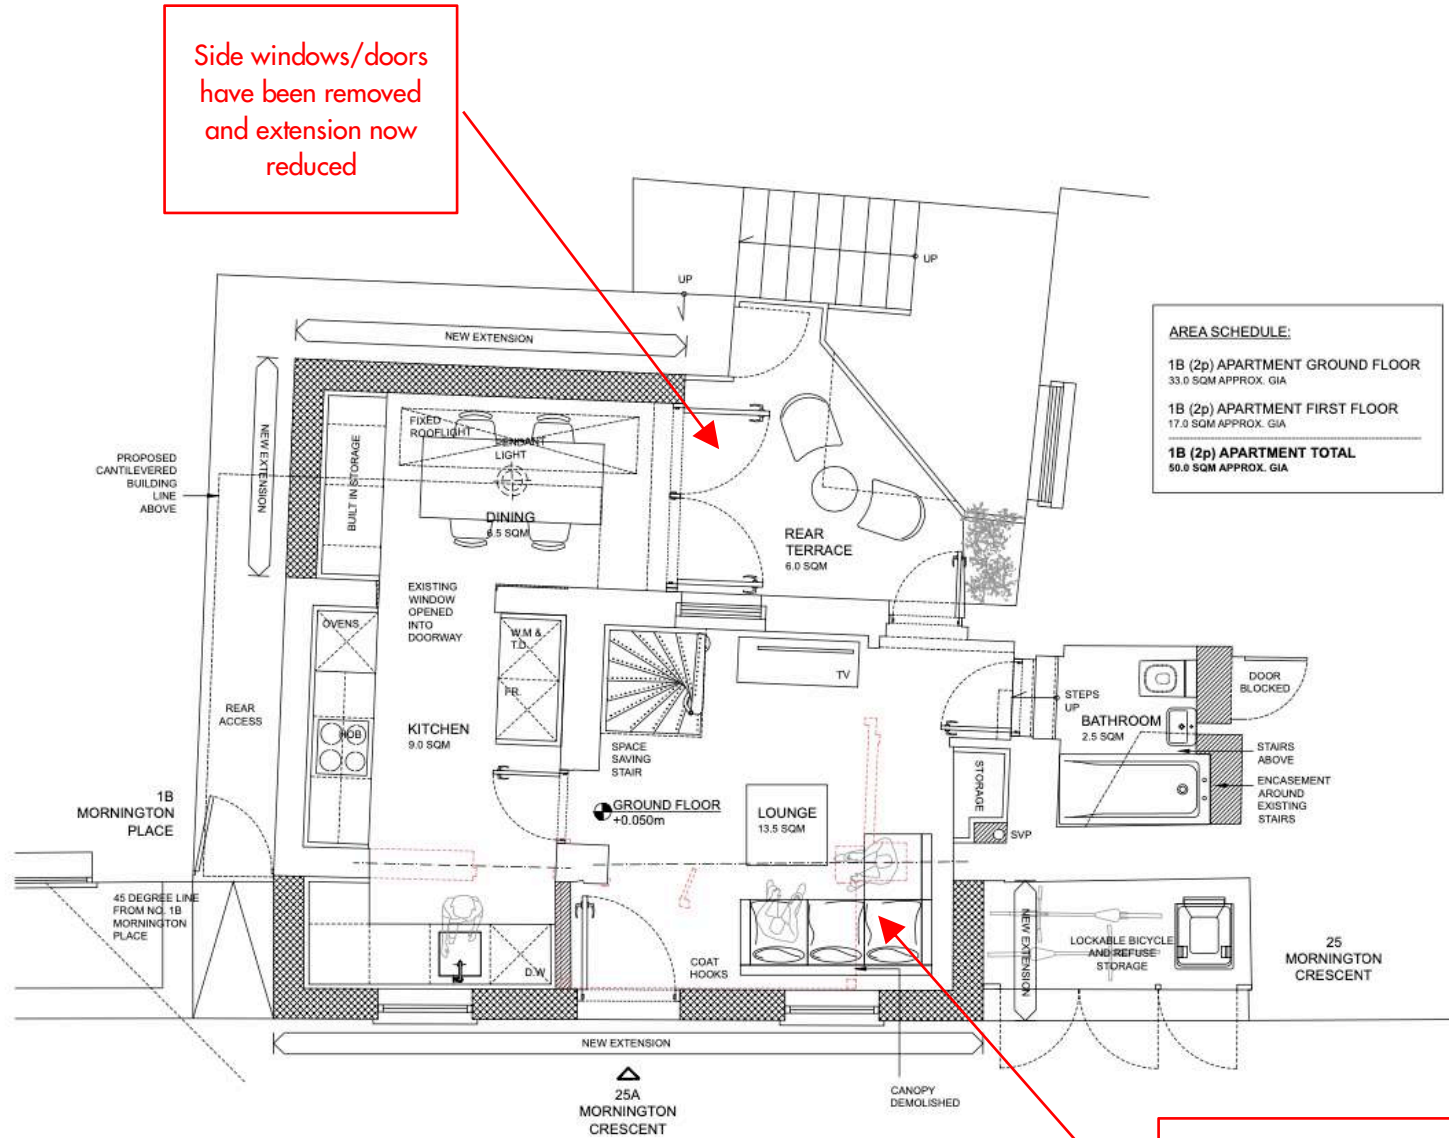 Side windows/doors
have been removed
and extension now
reduced
UP
UP
NEW EXTENSION
AREA SCHEDULE:
1B (2p) APARTMENT GROUND FLOOR
33.0 SQM APPROX. GIA
1B (2p) APARTMENT FIRST FLOOR
17.0 SQM APPROX. GIA
1B (2p) APARTMENT TOTAL
50.0 SQM APPROX. GIA
NEW EXTENSION
PROPOSED
CANTILEVERED
BUILDING
LINE
ABOVE
BUILT IN STORAGE
FIXED
ROOFLIGHT
PENDANT
LIGHT
DINING
6.5 SQM
REAR
TERRACE
6.0 SQM
EXISTING
WINDOW
OPENED
INTO
DOORWAY
OVENS
W.M &
T.D.
FR.
HOB
TV
REAR
ACCESS
KITCHEN
9.0 SQM
SPACE
SAVING
STAIR
STEPS
UP
BATHROOM
2.5 SQM
DOOR
BLOCKED
STAIRS
ABOVE
ENCASEMENT
AROUND
EXISTING
STAIRS
STORAGE
SVP
1B
MORNINGTON
PLACE
GROUND FLOOR
+0.050m
LOUNGE
13.5 SQM
45 DEGREE LINE
FROM NO. 1B
MORNINGTON
PLACE
D.W
COAT
HOOKS
NEW EXTENSION
LOCKABLE BICYCLE
AND REFUSE
STORAGE
25
MORNINGTON
CRESCENT
NEW EXTENSION
CANOPY
DEMOLISHED
25A
MORNINGTON
CRESCENT